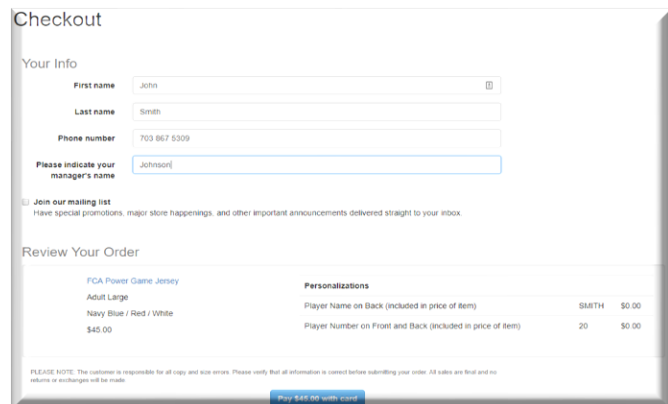 Checkout
Your Info
First name John
Last name Smith
Phone number 703 867 5309
Please indicate your Johnson
manager's name
Join our mailing list
Have special promotions, major store happenings, and other important announcements delivered straight to your inbox.
Review Your Order
FCA Power Game Jersey
Adult Large
Navy Blue / Red / White
$45.00
Personalizations
Player Name on Back (included in price of item) SMITH $0.00
Player Number on Front and Back (included in price of item) 20 $0.00
PLEASE NOTE: The customer is responsible for all copy and size errors. Please verify that all information is correct before submitting your order. All sales are final and no
returns or exchanges will be made
Pay $45.00 with card